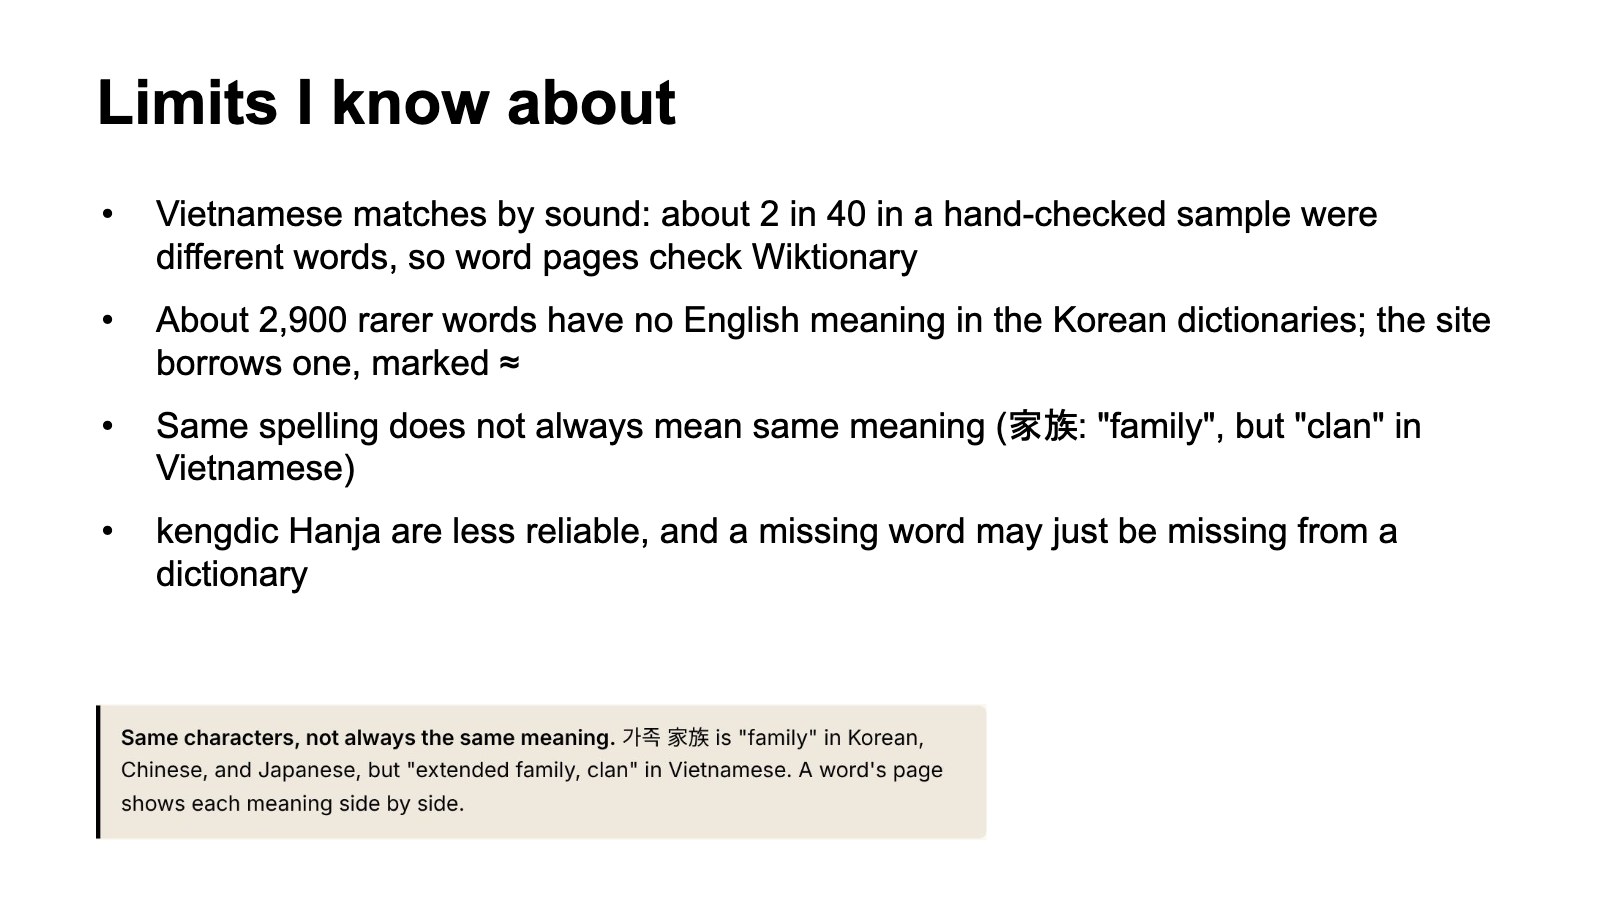 Limits I know about
• Vietnamese matches by sound: about 2 in 40 in a hand-checked sample were
different words, so word pages check Wiktionary
• About 2,900 rarer words have no English meaning in the Korean dictionaries; the site
borrows one, marked ≈
• Same spelling does not always mean same meaning (家族: "family", but "clan" in
Vietnamese)
• kengdic Hanja are less reliable, and a missing word may just be missing from a
dictionary
Same characters, not always the same meaning. 가족 家族 is "family" in Korean,
Chinese, and Japanese, but "extended family, clan" in Vietnamese. A word's page
shows each meaning side by side.